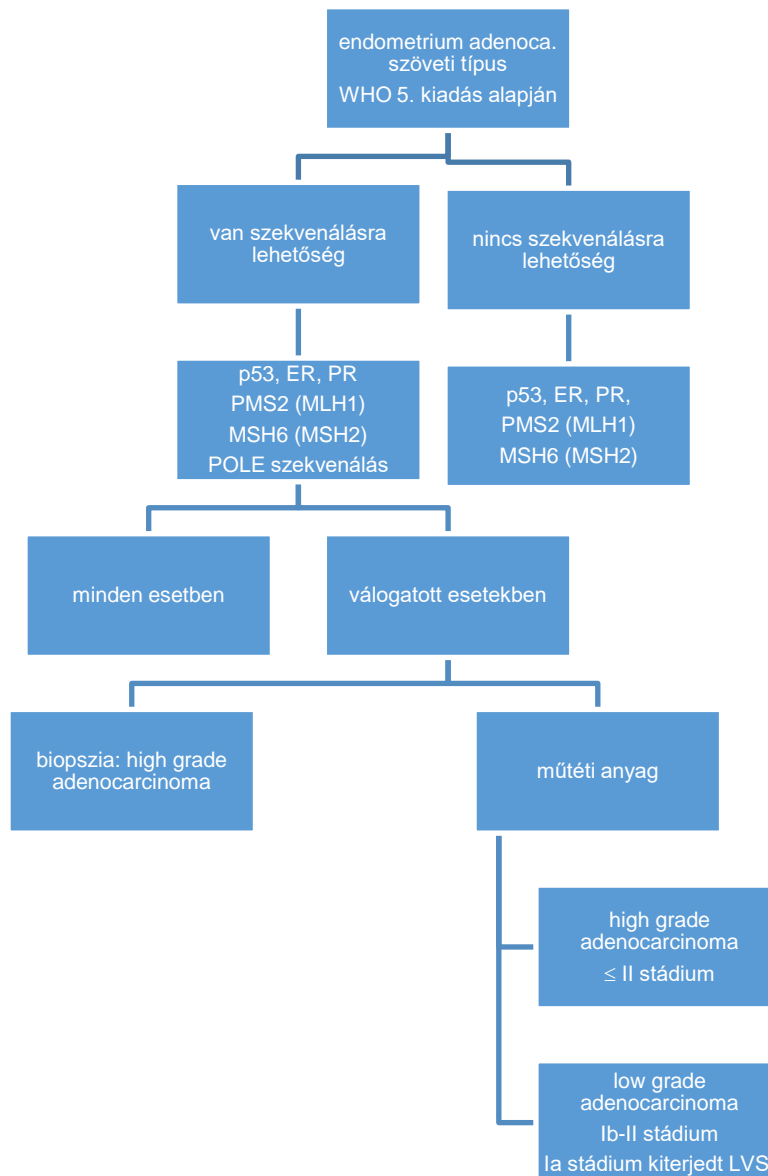 endometrium adenoca.
szöveti típus
WHO 5. kiadás alapján
van szekvenálásra
lehetőség
nincs szekvenálásra
lehetőség
p53, ER, PR
PMS2 (MLH1)
MSH6 (MSH2)
POLE szekvenálás
p53, ER, PR,
PMS2 (MLH1)
MSH6 (MSH2)
minden esetben
válogatott esetekben
biopszia: high grade
adenocarcinoma
műtéti anyag
high grade
adenocarcinoma
≤ II stádium
low grade
adenocarcinoma
Ib-II stádium
Ia stádium kiterjedt LVS